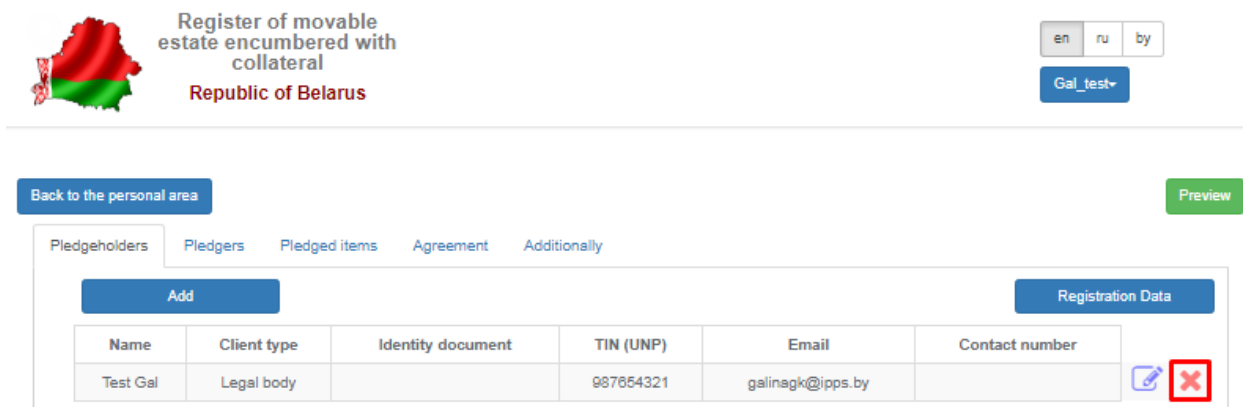 Register of movable
estate encumbered with
collateral
Republic of Belarus
en ru by
Gal_test
Back to the personal area
Preview
Pledgeholders Pledgers Pledged items Agreement Additionally
Add
Registration Data
Name Client type Identity document TIN (UNP) Email Contact number
Test Gal Legal body 987654321 galinagk@ipps.by